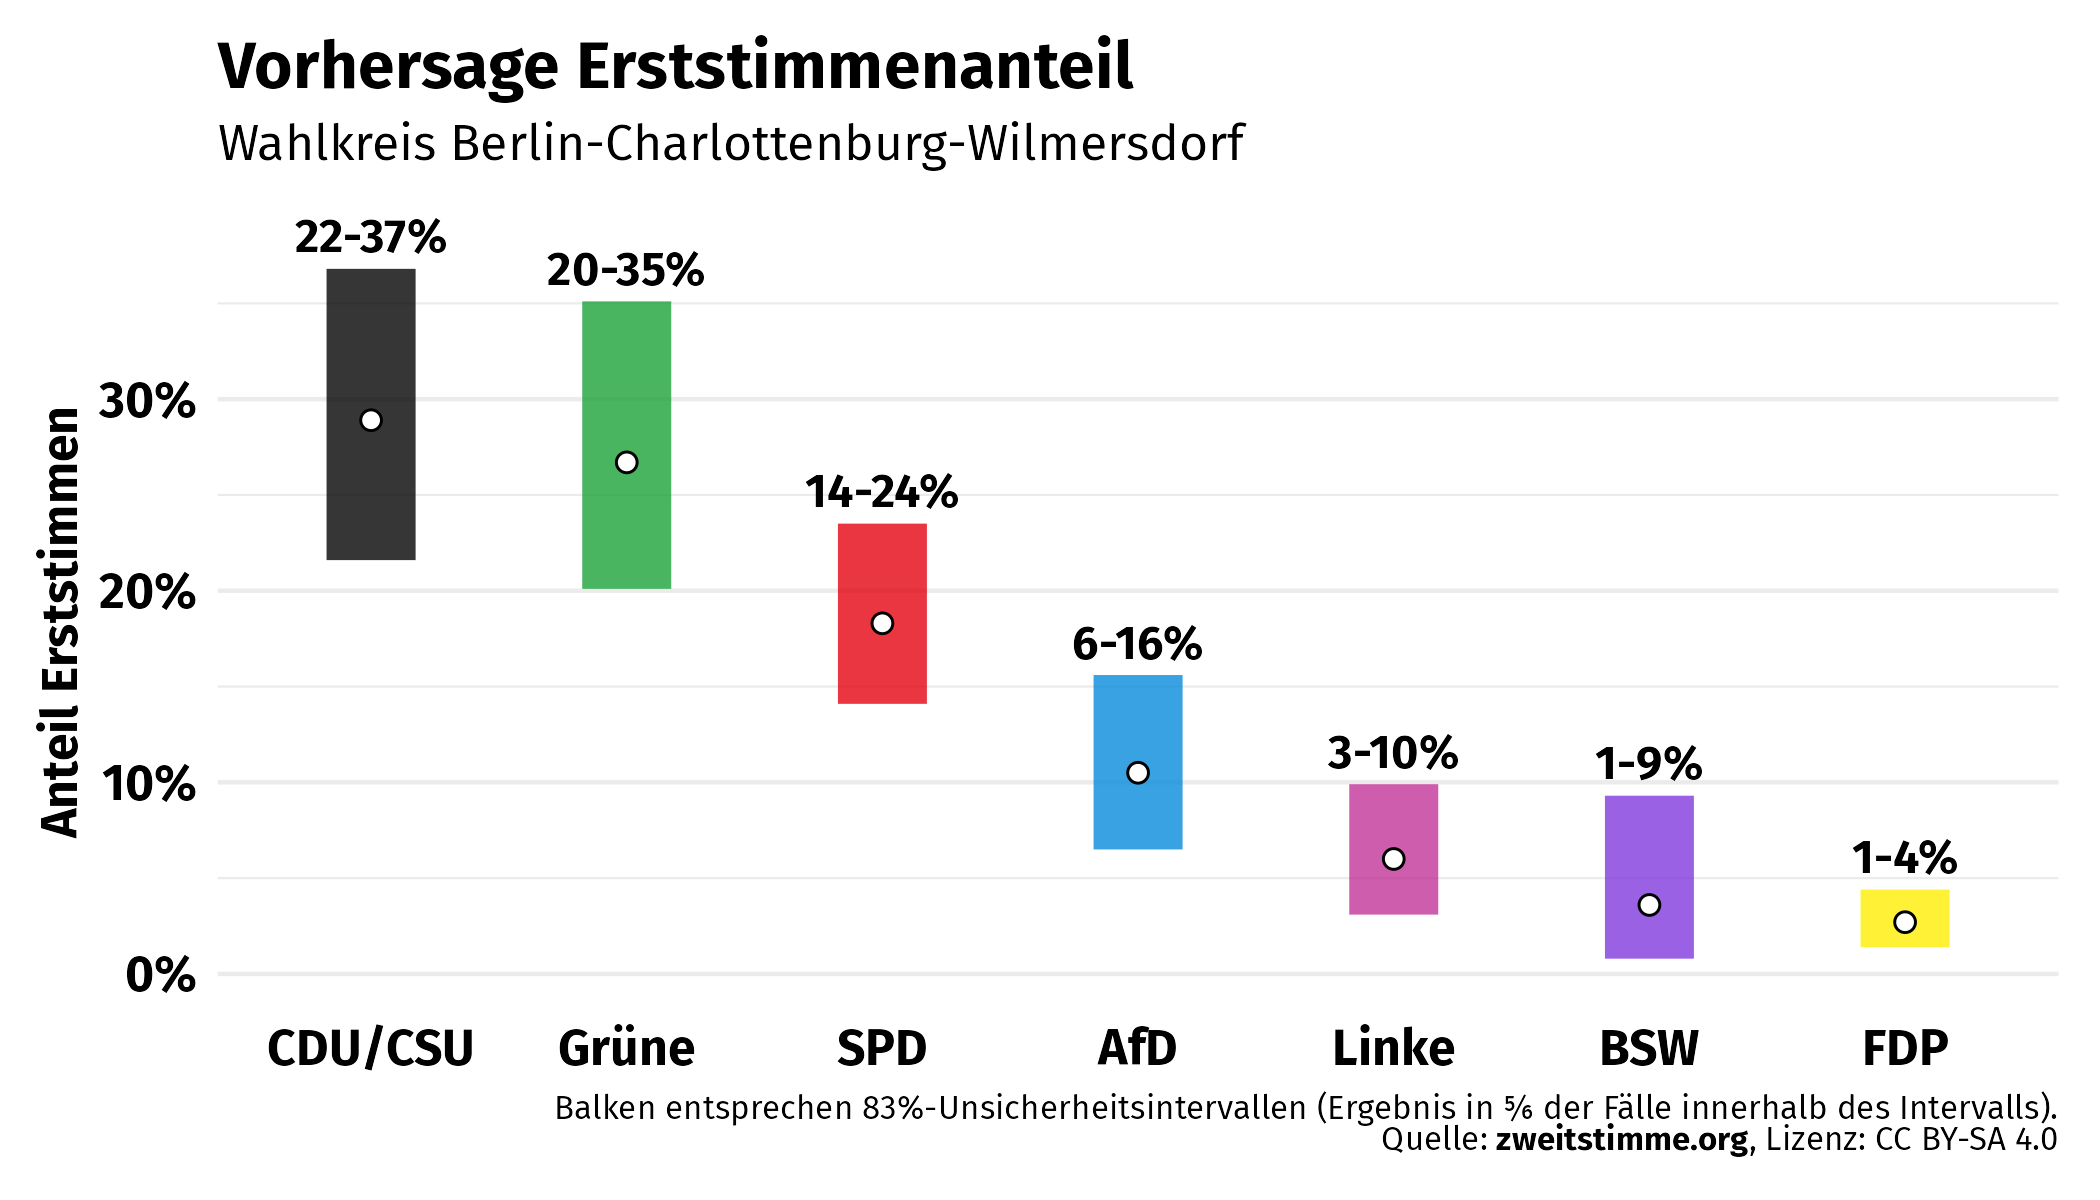 Vorhersage Erststimmenanteil
Wahlkreis Berlin-Charlottenburg-Wilmersdorf
22-37%
20-35%
14-24%
6-16%
3-10%
1-9%
1-4%
Anteil Erststimmen
30%
20%
10%
0%
CDU/CSU Grüne SPD AfD Linke BSW FDP
Balken entsprechen 83%-Unsicherheitsintervallen (Ergebnis in ⅚ der Fälle innerhalb des Intervalls).
Quelle: zweitstimme.org, Lizenz: CC BY-SA 4.0